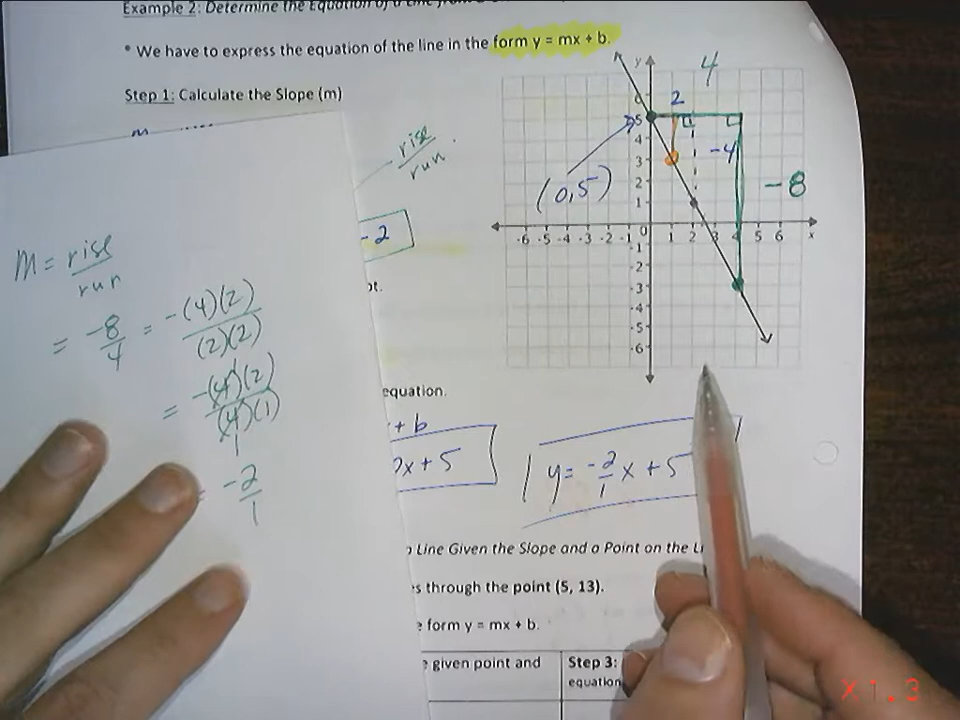 Example 2: Determine the Equation of a Line from
* We have to express the equation of the line in the form y = mx + b.
Step 1: Calculate the Slope (m)
rise/run
-2
M = rise/run
= -8/4 = -(4)(2)/(2)(2)
= -(4)(2)/(4)(1)
1
1
= -2/1
pt.
equation.
+ b
2x + 5
y = -2/1 x + 5
y
4
2
6
5
4
3
2
1
-4
-8
(0,5)
-6 -5 -4 -3 -2 -1 0 1 2 4 5 6 x
-1
-2
-3
-4
-5
-6
Line Given the Slope and a Point on the Li
s through the point (5, 13).
e form y = mx + b.
e given point and
Step 3:
equation
X1.3